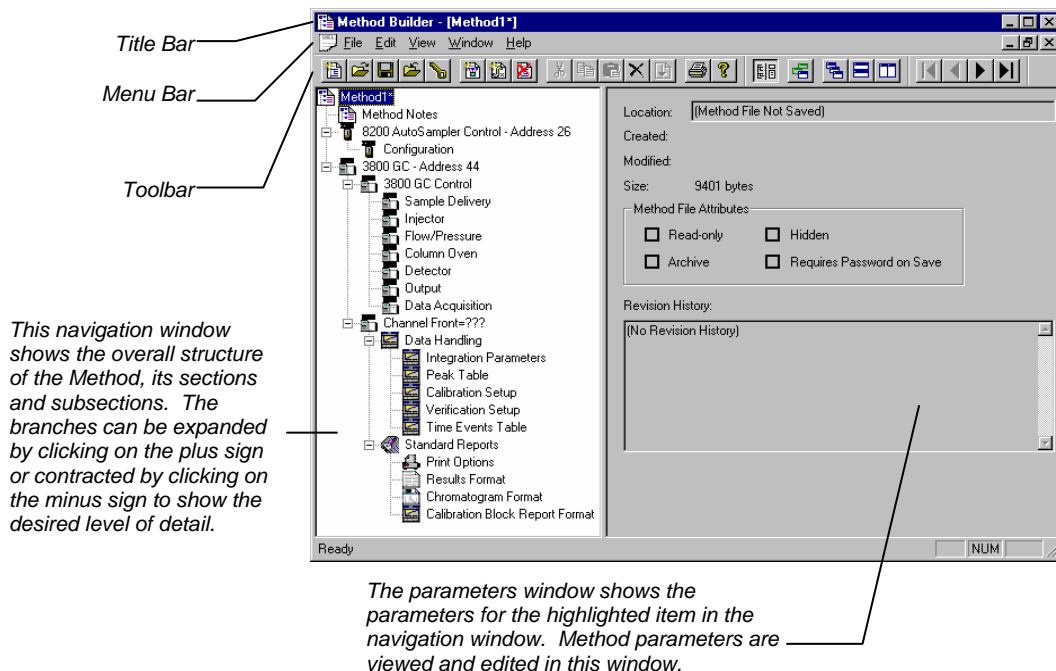 Method Builder - [Method1*]
Title Bar
File Edit View Window Help
Menu Bar
Toolbar
Method1*
Method Notes
8200 AutoSampler Control - Address 26
Configuration
3800 GC - Address 44
3800 GC Control
Sample Delivery
Injector
Flow/Pressure
Column Oven
Detector
Output
Data Acquisition
Channel Front=???
Data Handling
Integration Parameters
Peak Table
Calibration Setup
Verification Setup
Time Events Table
Standard Reports
Print Options
Results Format
Chromatogram Format
Calibration Block Report Format
Location: (Method File Not Saved)
Created:
Modified:
Size: 9401 bytes
Method File Attributes
Read-only Hidden
Archive Requires Password on Save
Revision History:
(No Revision History)
Ready NUM
This navigation window
shows the overall structure
of the Method, its sections
and subsections. The
branches can be expanded
by clicking on the plus sign
or contracted by clicking on
the minus sign to show the
desired level of detail.
The parameters window shows the
parameters for the highlighted item in the
navigation window. Method parameters are
viewed and edited in this window.